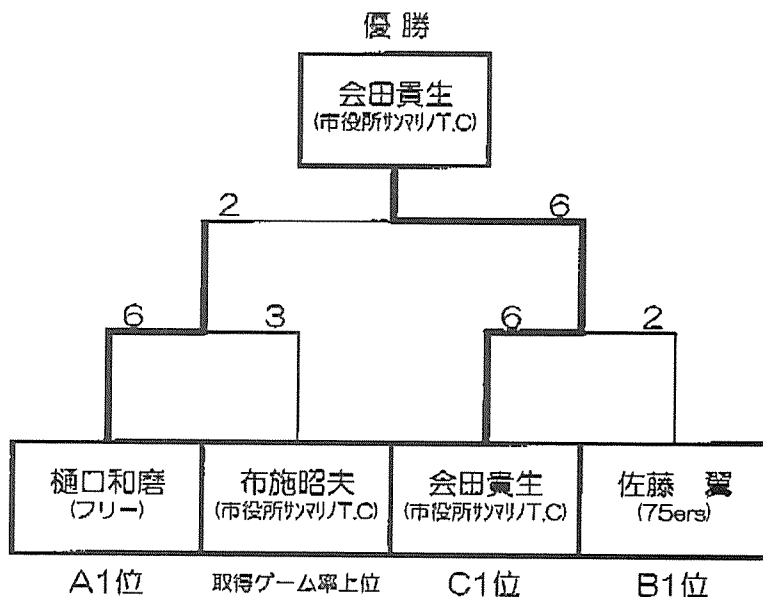 優勝
会田貴生
(市役所ｻﾝﾏﾘﾉT.C)
2 6
6 3 6 2
樋口和磨 布施昭夫 会田貴生 佐藤 翼
(フリー) (市役所ｻﾝﾏﾘﾉT.C) (市役所ｻﾝﾏﾘﾉT.C) (75ers)
A1位 取得ゲーム率上位 C1位 B1位